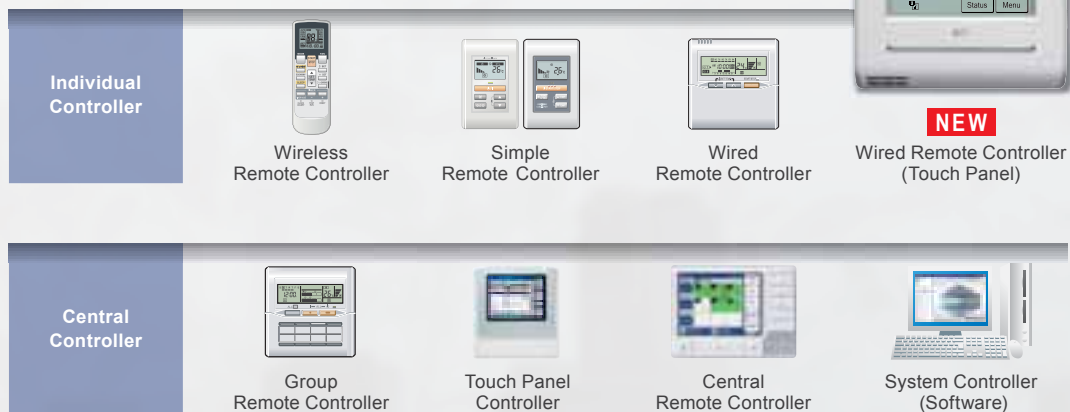 Status Menu
Individual
Controller
NEW
Wireless
Remote Controller
Simple
Remote Controller
Wired
Remote Controller
Wired Remote Controller
(Touch Panel)
Central
Controller
Group
Remote Controller
Touch Panel
Controller
Central
Remote Controller
System Controller
(Software)